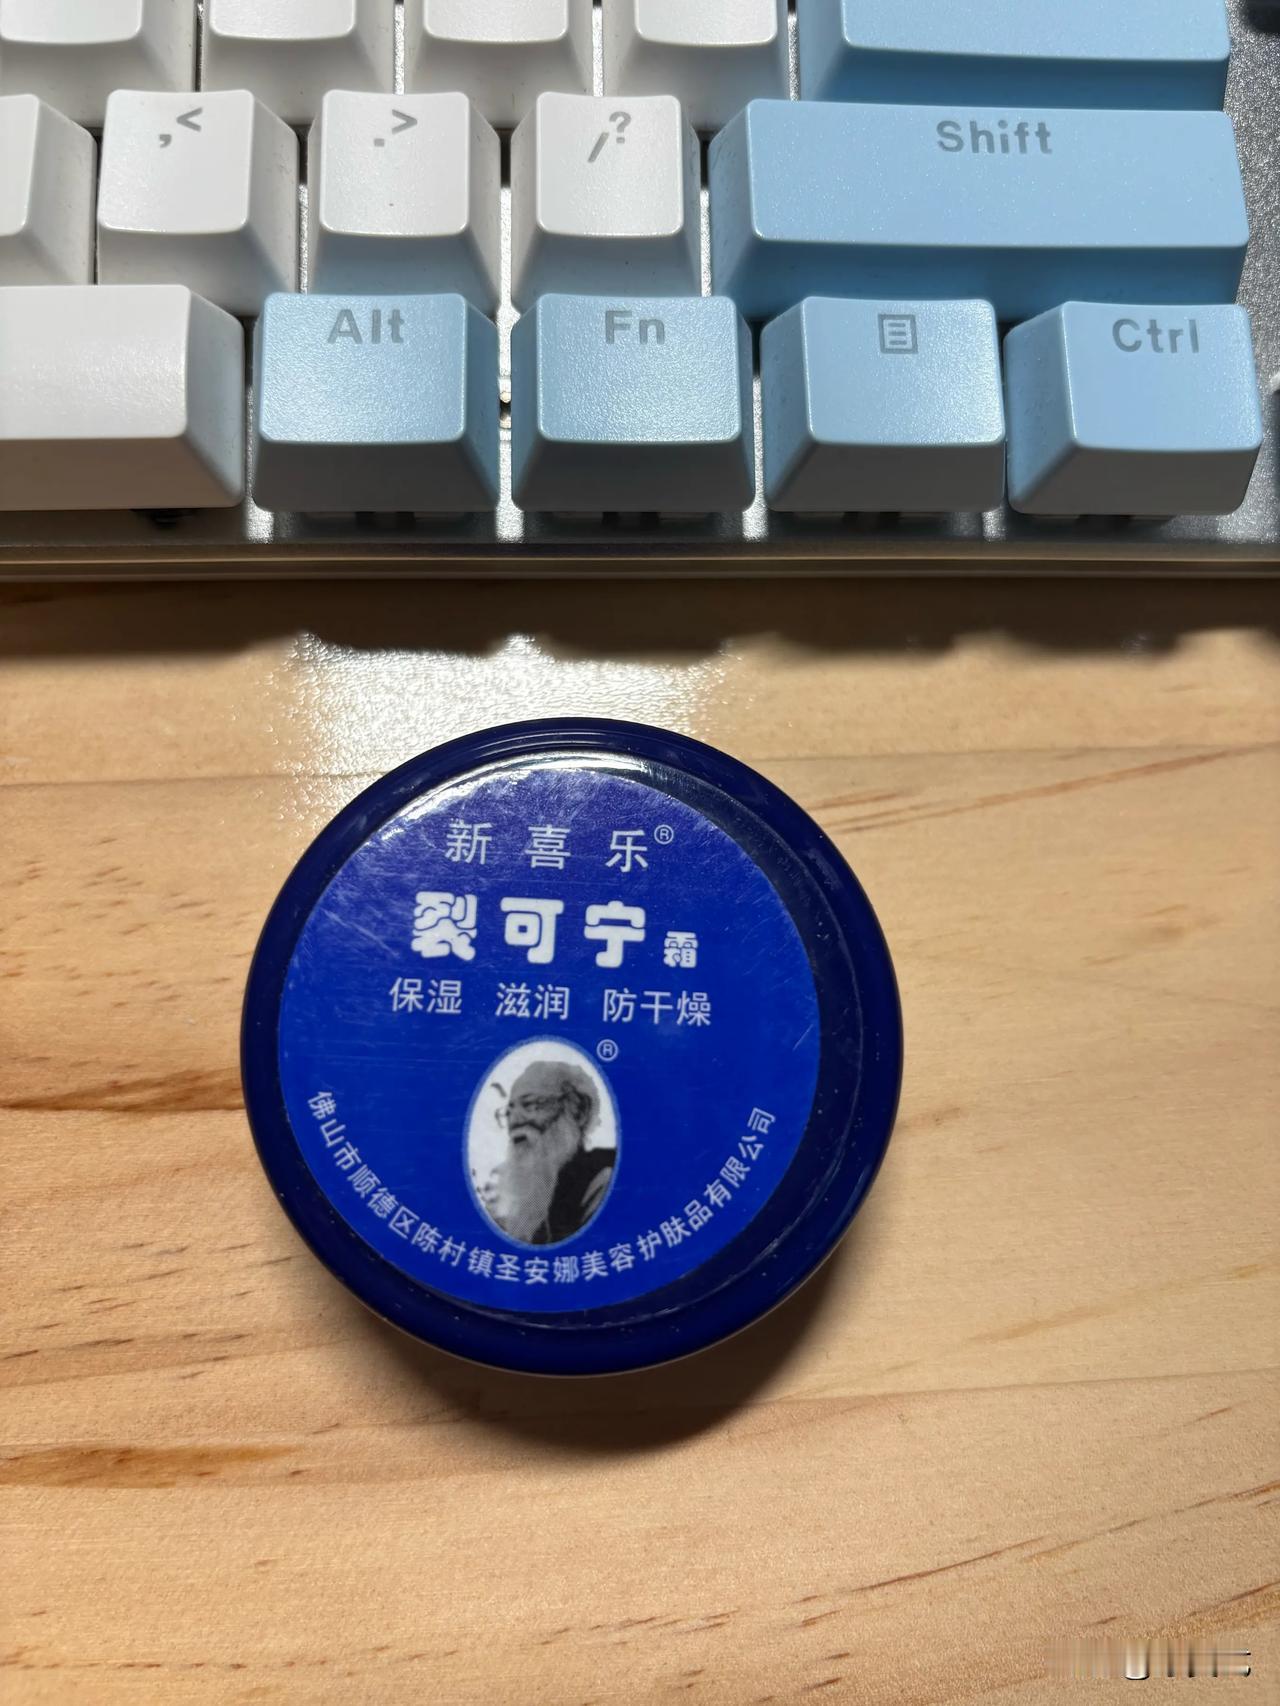 ,<
.>
/?
Shift
Alt
Fn
Ctrl
新喜乐®
裂可宁霜
保湿 滋润 防干燥
®
佛山市顺德区陈村镇圣安娜美容护肤品有限公司